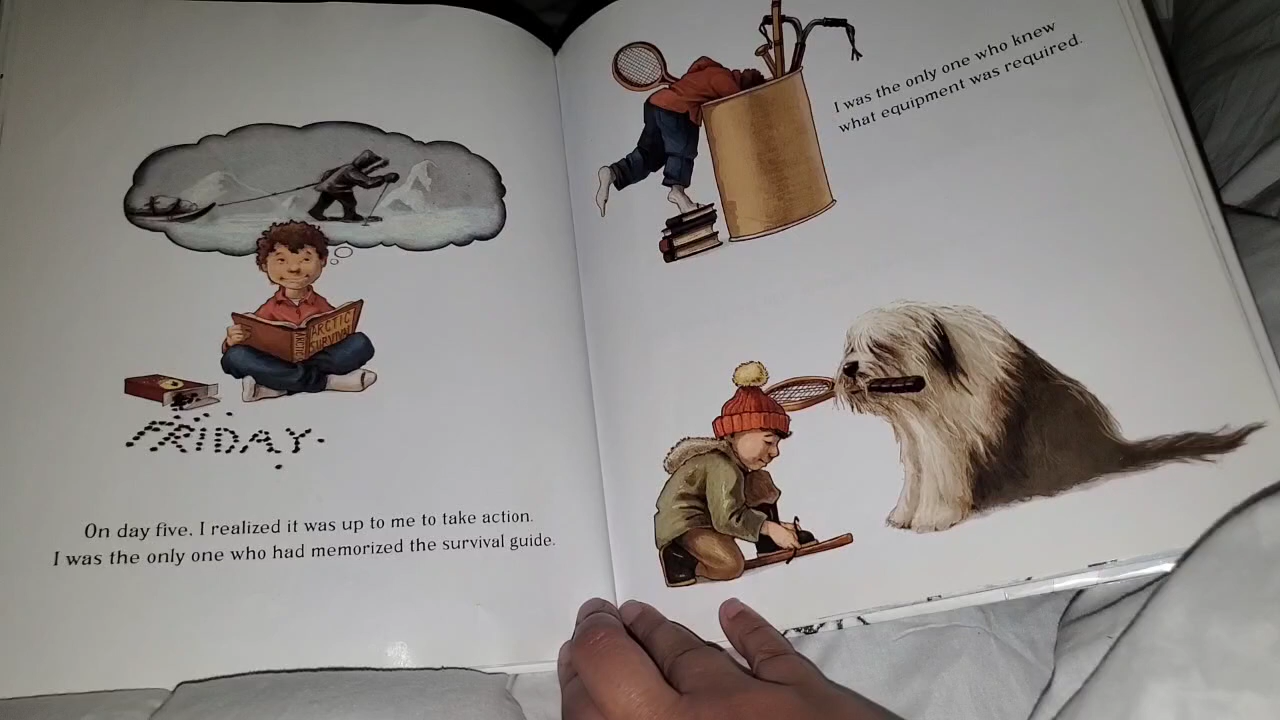 ARCTIC
ARCTIC
SURVIVAL
FRIDAY
On day five, I realized it was up to me to take action.
I was the only one who had memorized the survival guide.
I was the only one who knew
what equipment was required.